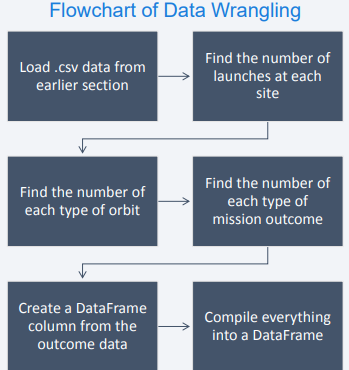 Flowchart of Data Wrangling
Load .csv data from
earlier section
Find the number of
launches at each
site
Find the number of
each type of orbit
Find the number of
each type of
mission outcome
Create a DataFrame
column from the
outcome data
Compile everything
into a DataFrame